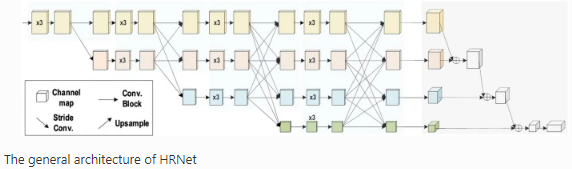 x3
x3
x3
x3
x3
x3
x3
x3
x3
Channel map
Conv. Block
Stride Conv.
Upsample
The general architecture of HRNet